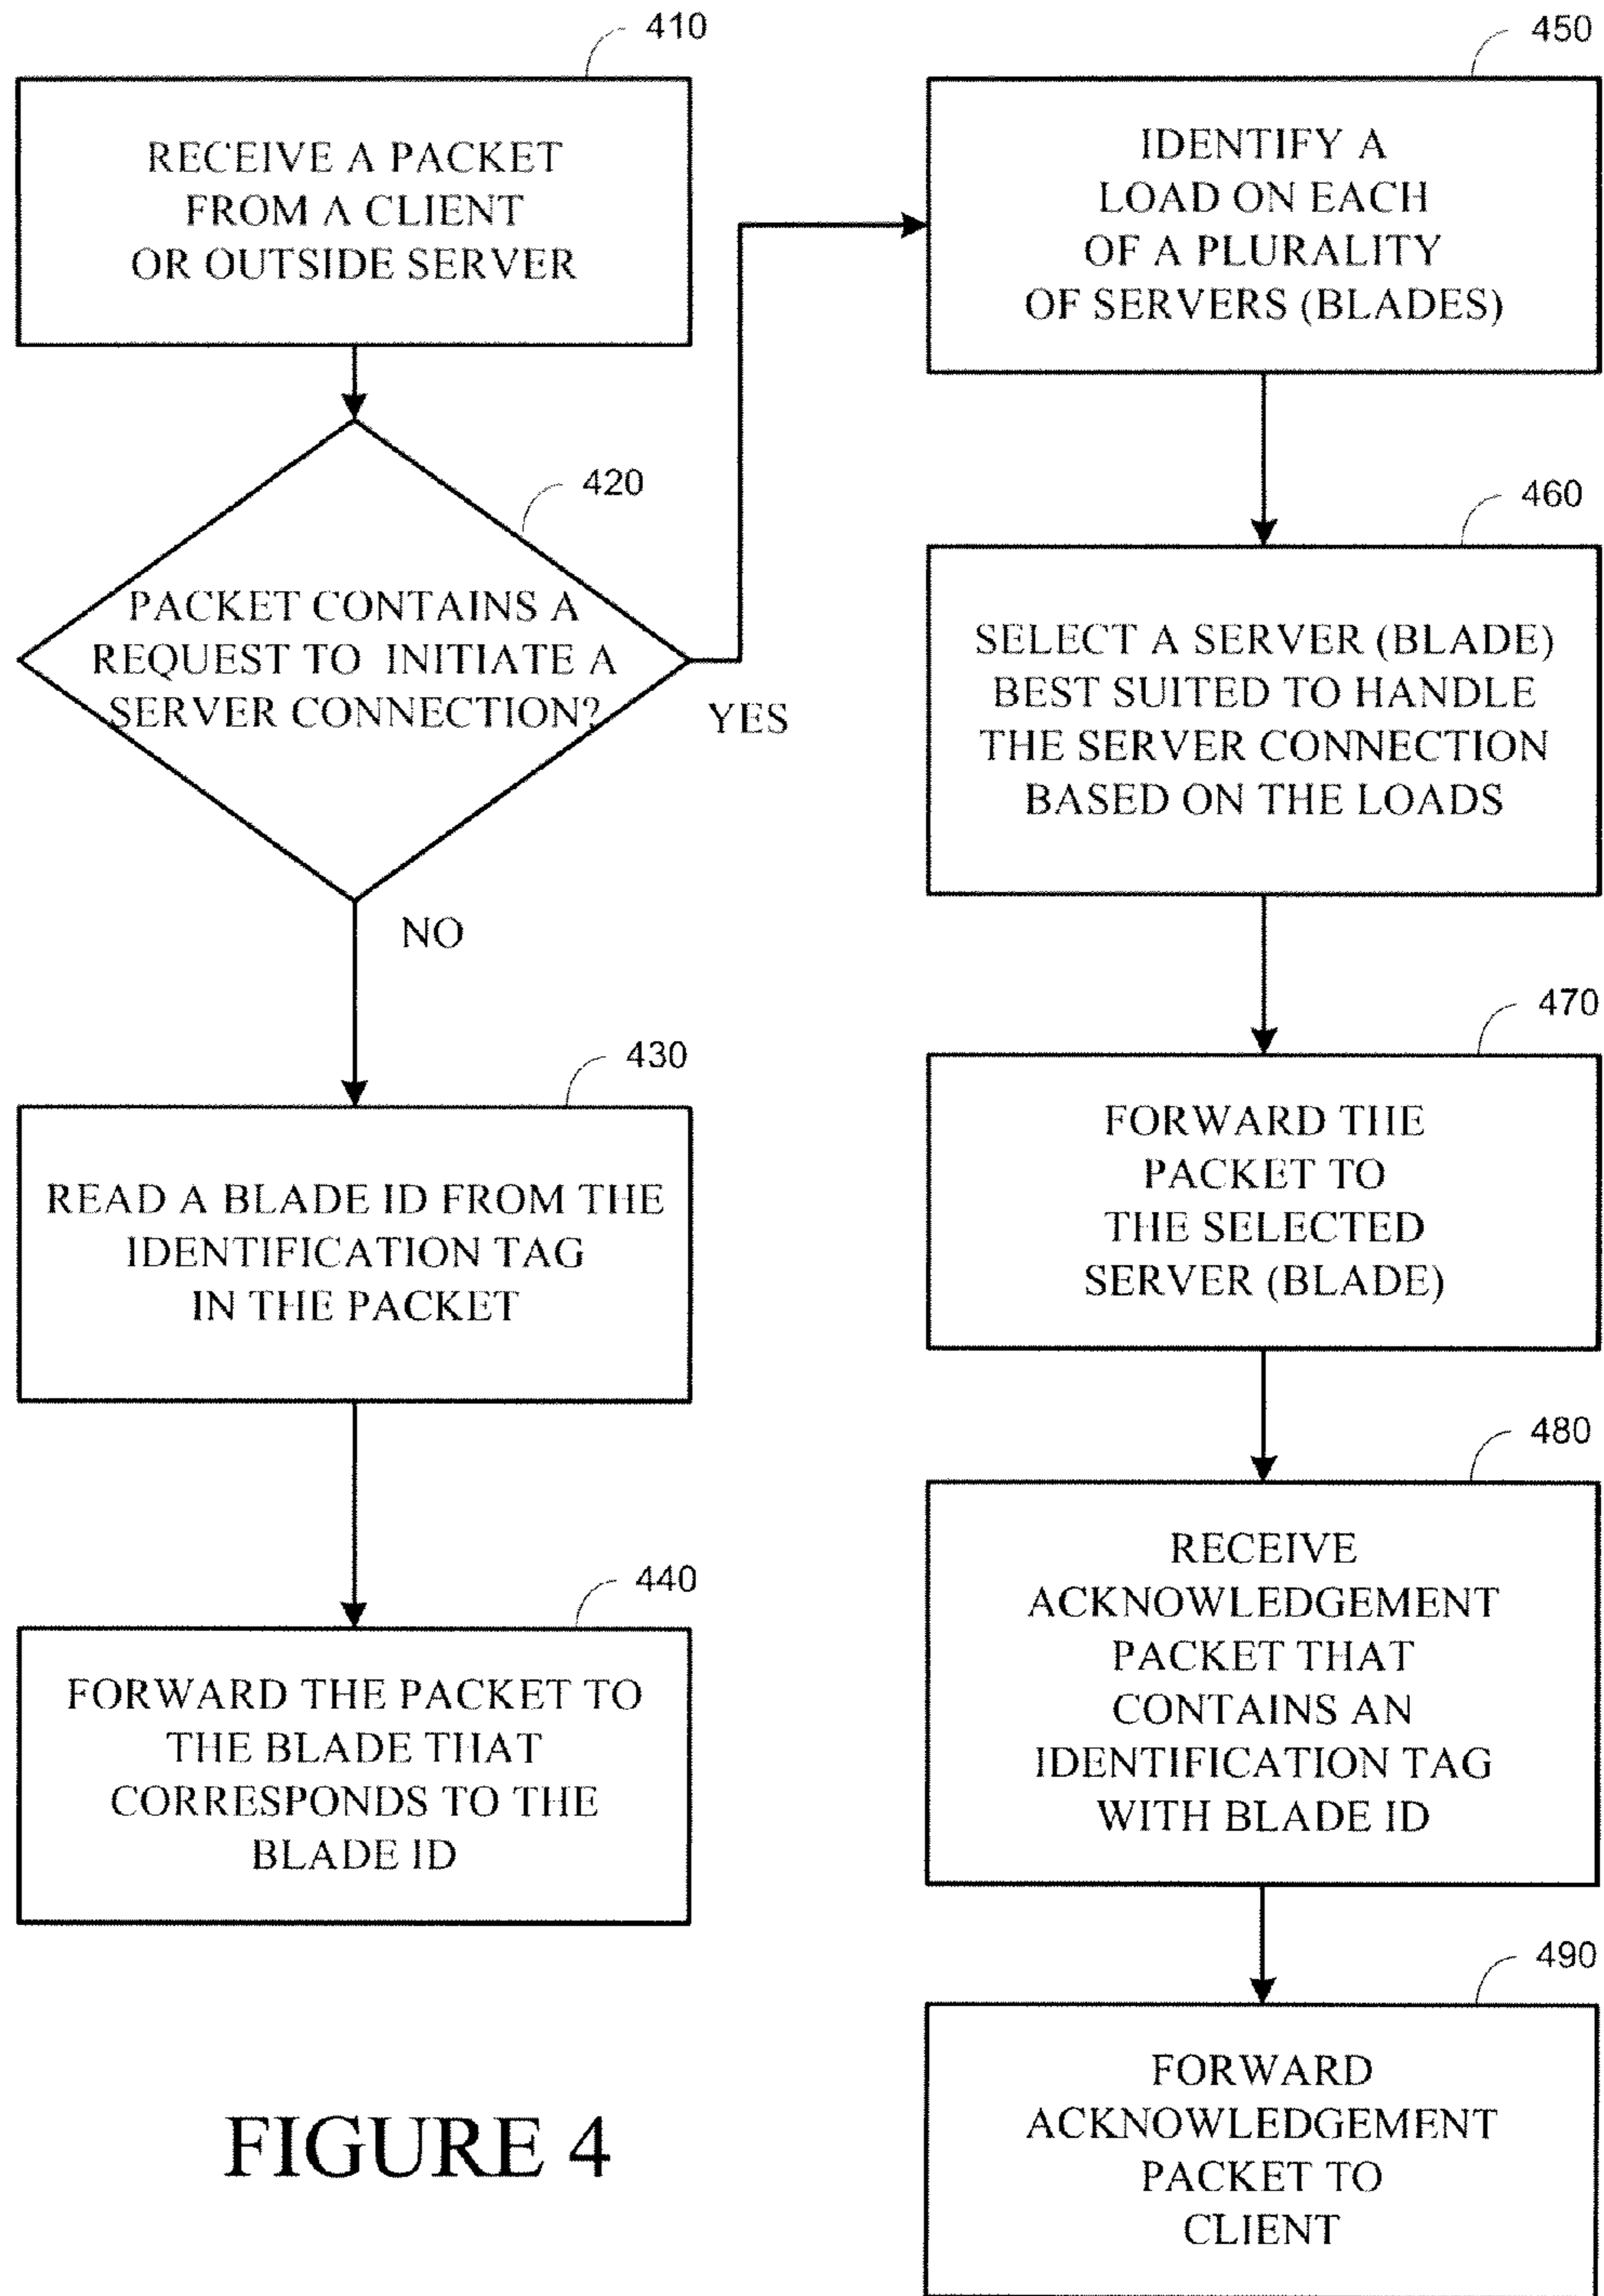 410
RECEIVE A PACKET
FROM A CLIENT
OR OUTSIDE SERVER
420
PACKET CONTAINS A
REQUEST TO INITIATE A
SERVER CONNECTION?
YES
NO
430
READ A BLADE ID FROM THE
IDENTIFICATION TAG
IN THE PACKET
440
FORWARD THE PACKET TO
THE BLADE THAT
CORRESPONDS TO THE
BLADE ID
450
IDENTIFY A
LOAD ON EACH
OF A PLURALITY
OF SERVERS (BLADES)
460
SELECT A SERVER (BLADE)
BEST SUITED TO HANDLE
THE SERVER CONNECTION
BASED ON THE LOADS
470
FORWARD THE
PACKET TO
THE SELECTED
SERVER (BLADE)
480
RECEIVE
ACKNOWLEDGEMENT
PACKET THAT
CONTAINS AN
IDENTIFICATION TAG
WITH BLADE ID
490
FORWARD
ACKNOWLEDGEMENT
PACKET TO
CLIENT
FIGURE 4